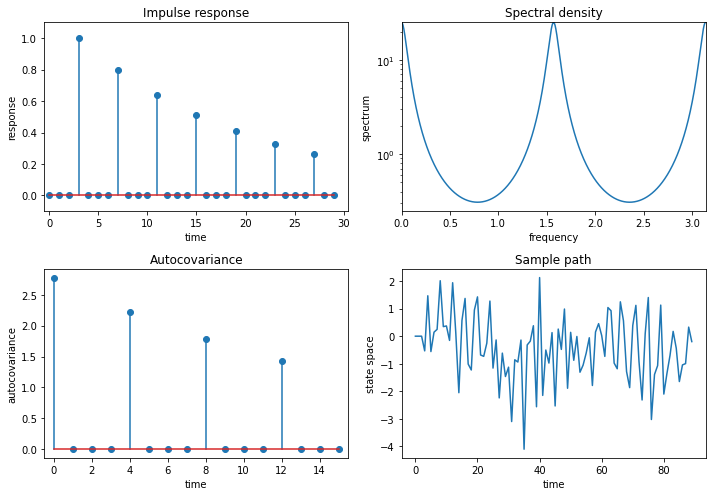 Impulse response
1.0
0.8
0.6
0.4
0.2
0.0
response
0 5 10 15 20 25 30
time
Spectral density
10¹
10⁰
spectrum
0.0 0.5 1.0 1.5 2.0 2.5 3.0
frequency
Autocovariance
2.5
2.0
1.5
1.0
0.5
0.0
autocovariance
0 2 4 6 8 10 12 14
time
Sample path
2
1
0
−1
−2
−3
−4
state space
0 20 40 60 80
time